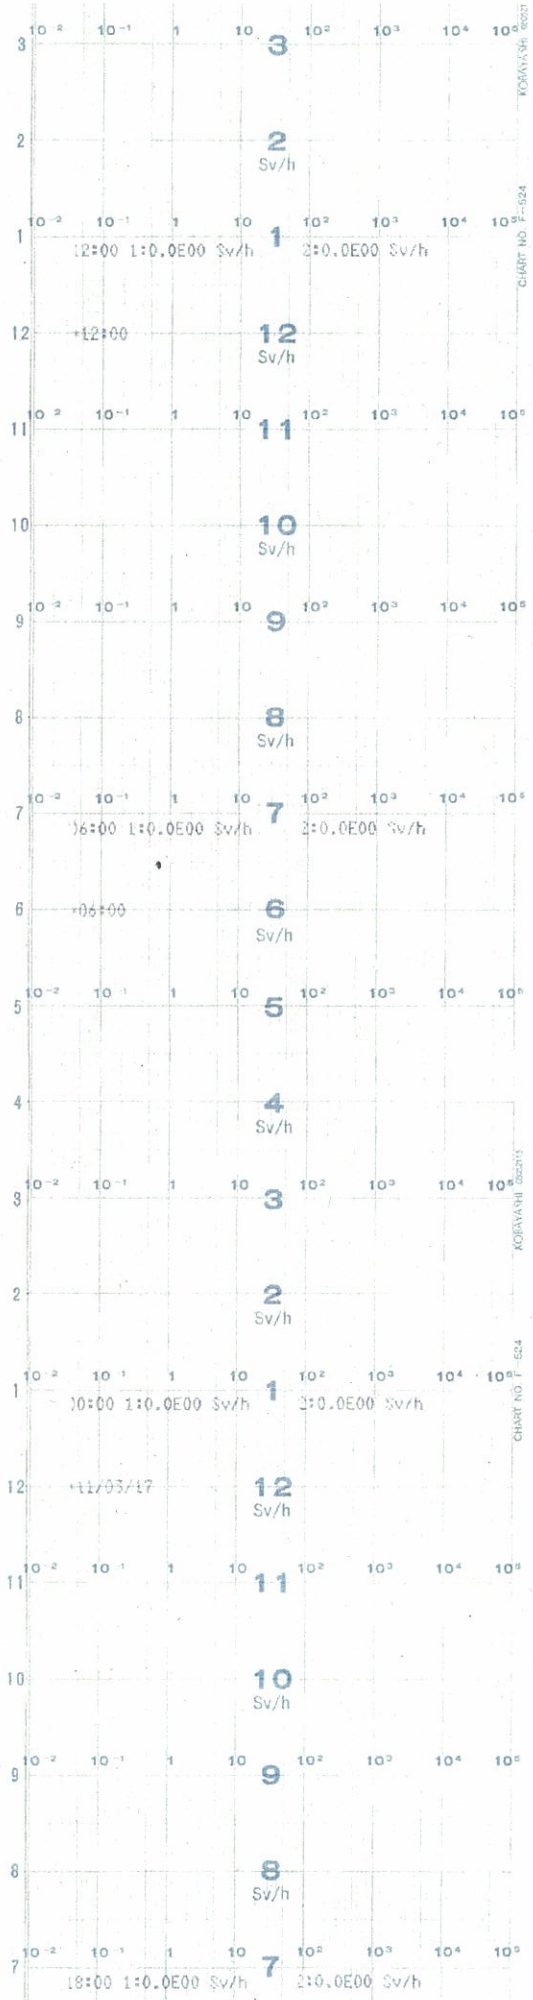 10⁻² 10⁻¹ 1 10 10² 10³ 10⁴ 10⁵
3 3
KOBAYASHI
2 2
Sv/h
10⁻² 10⁻¹ 1 10 10² 10³ 10⁴ 10⁵
1 1
CHART NO. F-524
12:00 1:0.0E00 Sv/h 2:0.0E00 Sv/h
12 +12:00 12
Sv/h
10⁻² 10⁻¹ 1 10 10² 10³ 10⁴ 10⁵
11 11
10 10
Sv/h
10⁻² 10⁻¹ 1 10 10² 10³ 10⁴ 10⁵
9 9
8 8
Sv/h
10⁻² 10⁻¹ 1 10 10² 10³ 10⁴ 10⁵
7 7
06:00 1:0.0E00 Sv/h 2:0.0E00 Sv/h
6 +06:00 6
Sv/h
10⁻² 10⁻¹ 1 10 10² 10³ 10⁴ 10⁵
5 5
4 4
Sv/h
10⁻² 10⁻¹ 1 10 10² 10³ 10⁴ 10⁵
3 3
KOBAYASHI
2 2
Sv/h
10⁻² 10⁻¹ 1 10 10² 10³ 10⁴ 10⁵
1 1
CHART NO. F-524
00:00 1:0.0E00 Sv/h 2:0.0E00 Sv/h
12 +11/03/17 12
Sv/h
10⁻² 10⁻¹ 1 10 10² 10³ 10⁴ 10⁵
11 11
10 10
Sv/h
10⁻² 10⁻¹ 1 10 10² 10³ 10⁴ 10⁵
9 9
8 8
Sv/h
10⁻² 10⁻¹ 1 10 10² 10³ 10⁴ 10⁵
7 7
18:00 1:0.0E00 Sv/h 2:0.0E00 Sv/h